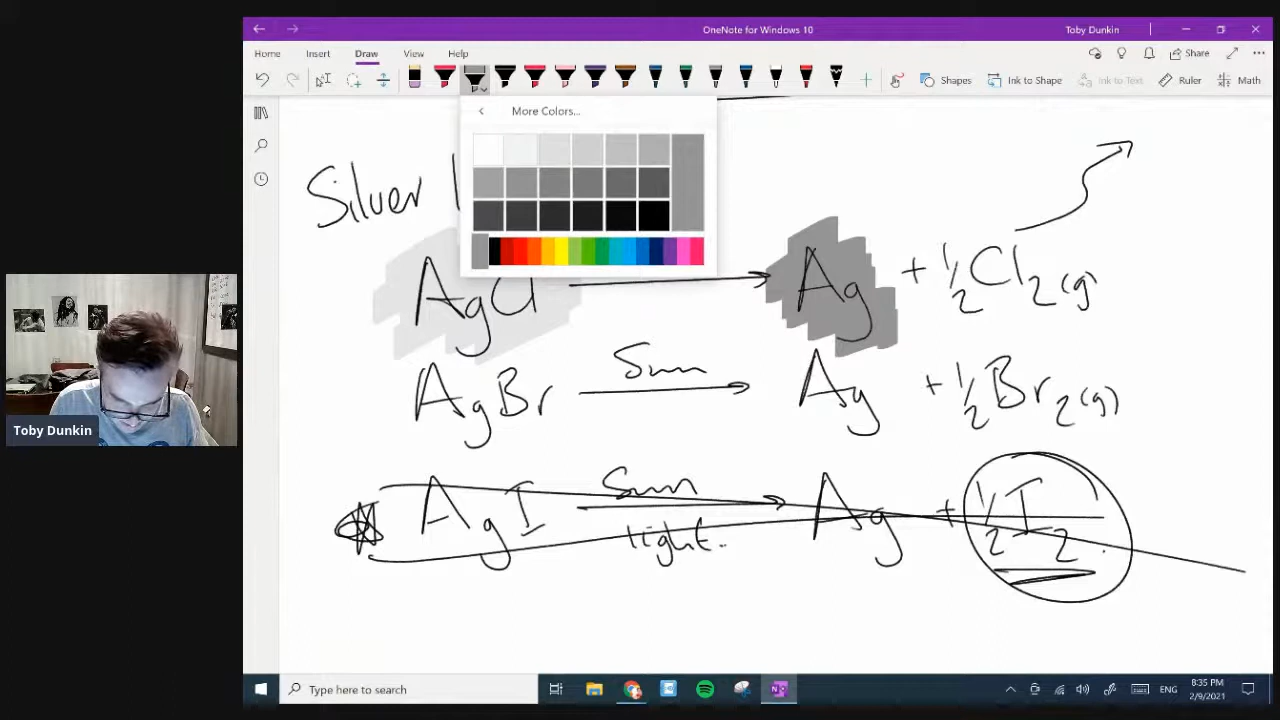 OneNote for Windows 10
Toby Dunkin
Home Insert Draw View Help
Share
Shapes Ink to Shape Ink to Text Ruler Math
More Colors...
Silver
AgCl → Ag + ½Cl₂(g)
AgBr Sun → Ag + ½Br₂(g)
AgI Sun light. → Ag + ½I₂
Toby Dunkin
Type here to search
ENG
8:35 PM
2/9/2021